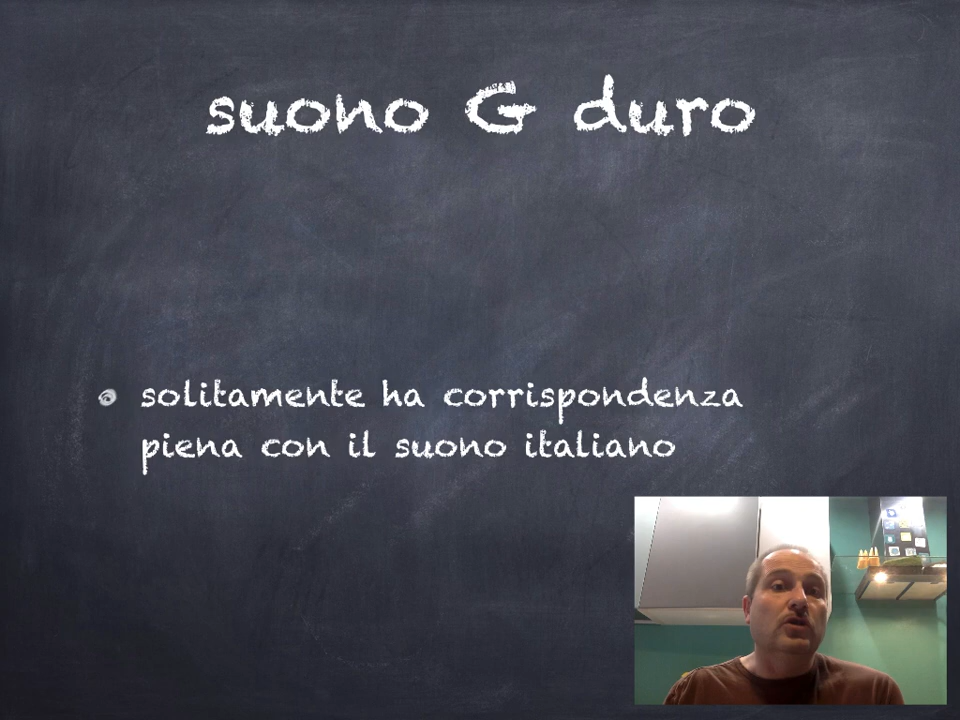 suono G duro
solitamente ha corrispondenza
piena con il suono italiano